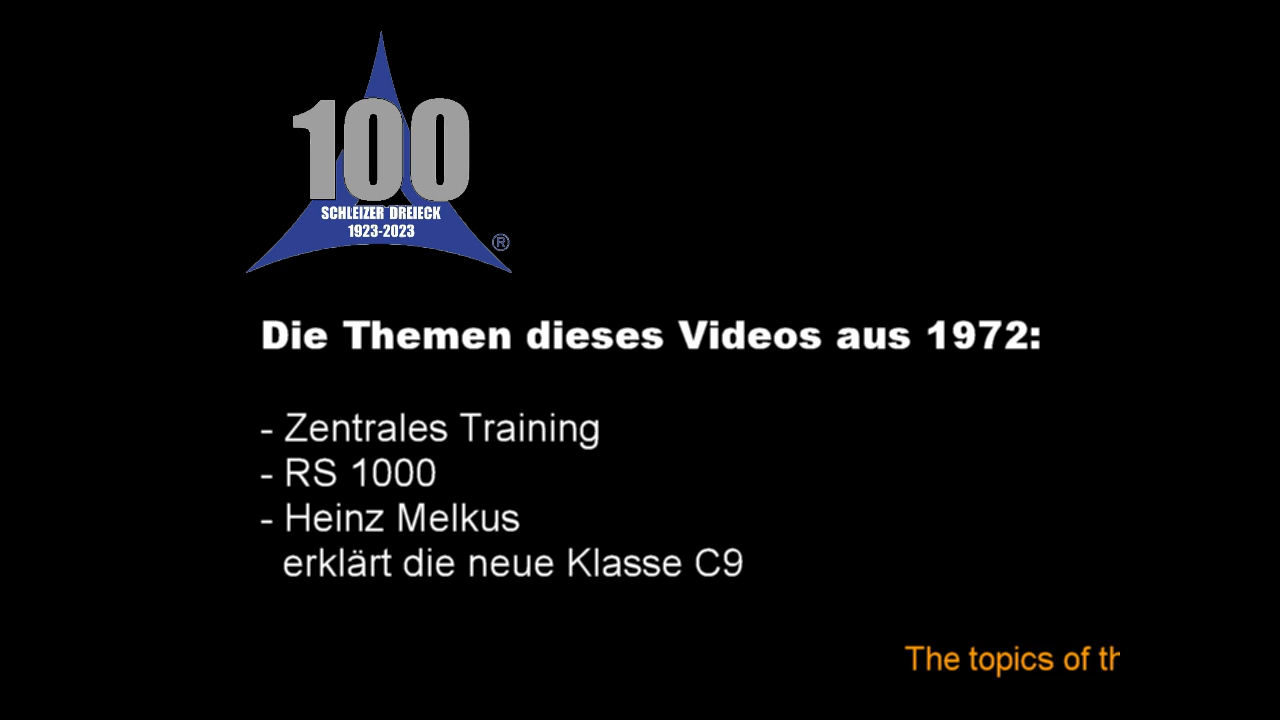 100
SCHLEIZER DREIECK
1923-2023
®
Die Themen dieses Videos aus 1972:
- Zentrales Training
- RS 1000
- Heinz Melkus
erklärt die neue Klasse C9
The topics of th